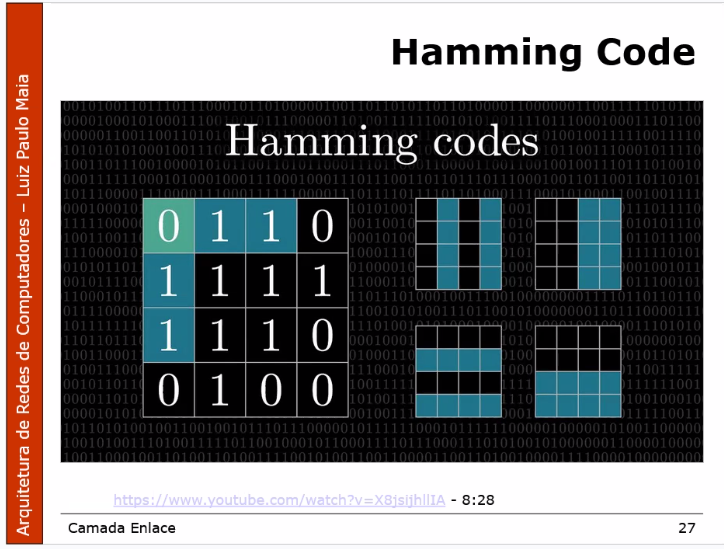 Hamming Code
Arquitetura de Redes de Computadores – Luiz Paulo Maia
Hamming codes
0 1 1 0
1 1 1 1
1 1 1 0
0 1 0 0
https://www.youtube.com/watch?v=X8jsijhllIA - 8:28
Camada Enlace
27